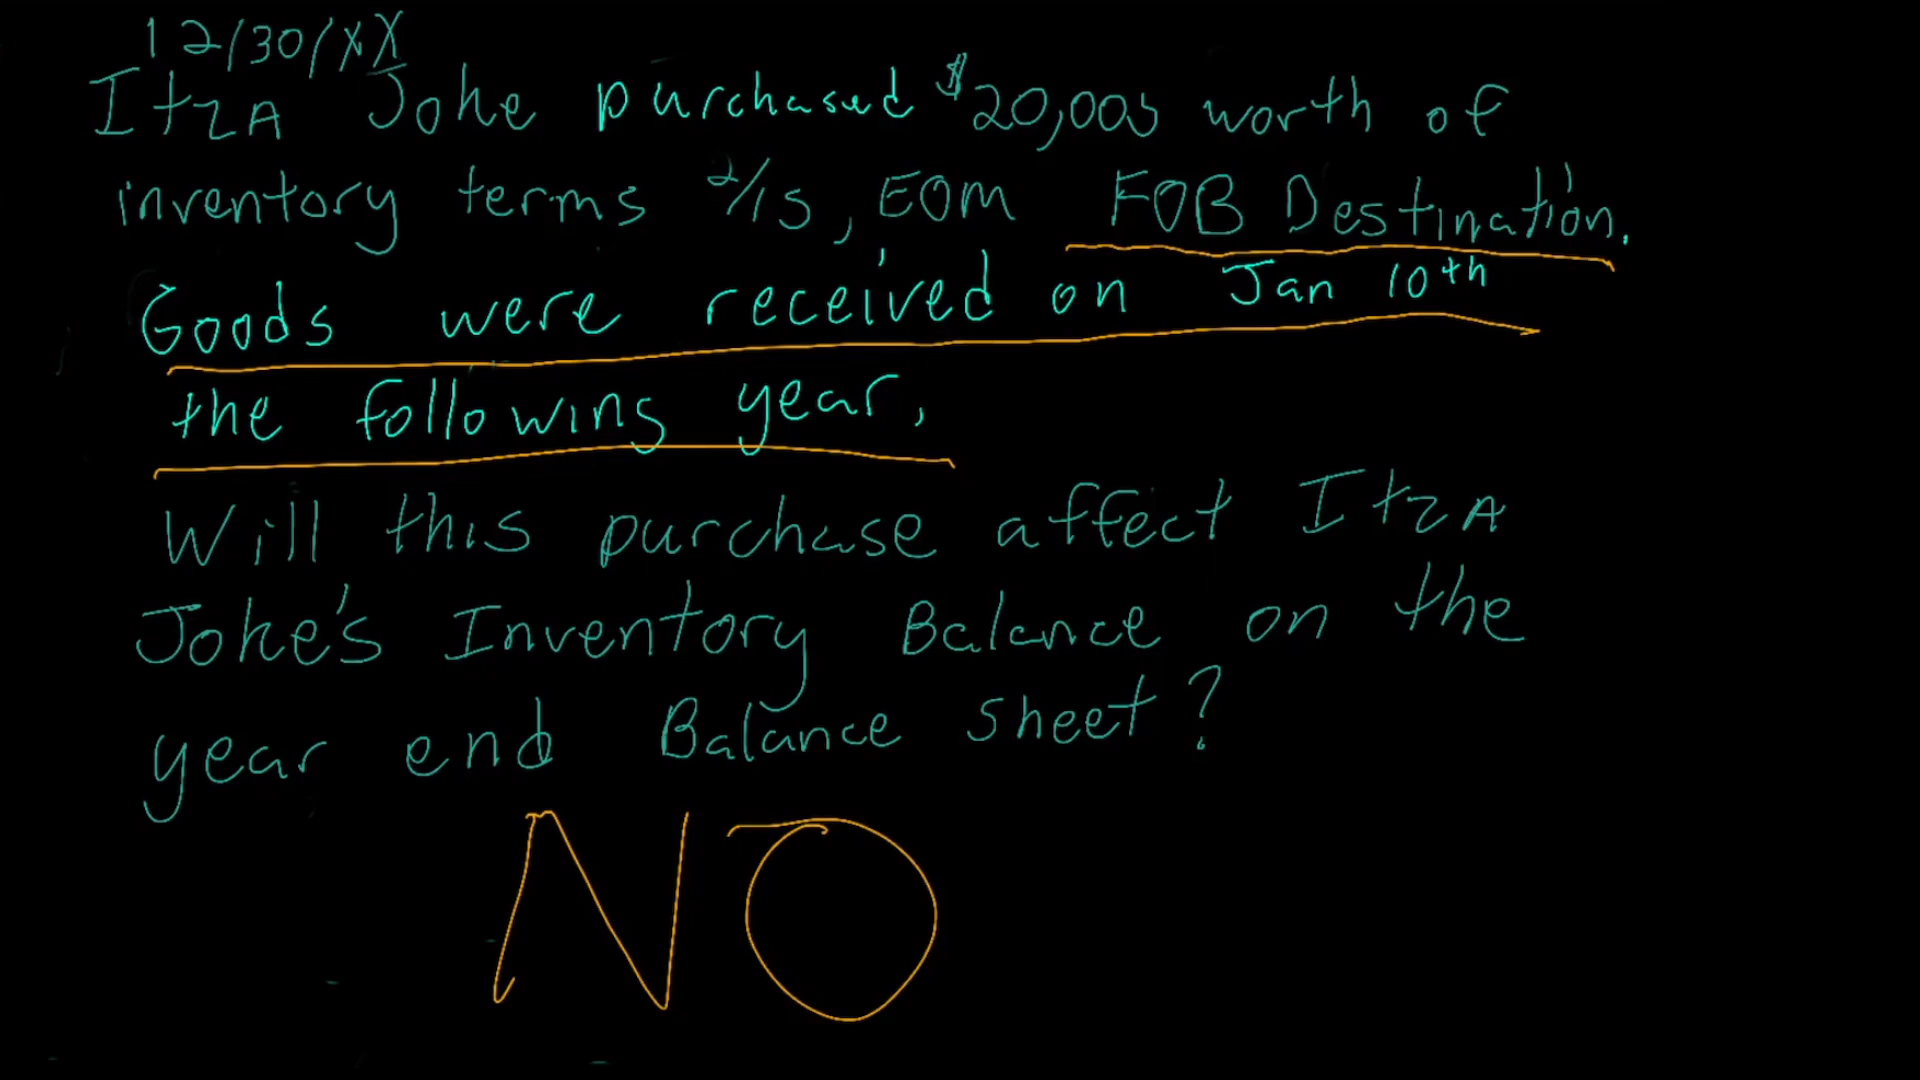 12/30/XX
ItzA Joke purchased $20,000 worth of
inventory terms 2/15, EOM FOB Destination.
Goods were received on Jan 10th
the following year,
Will this purchase affect ItzA
Joke's Inventory Balance on the
year end Balance Sheet?
NO